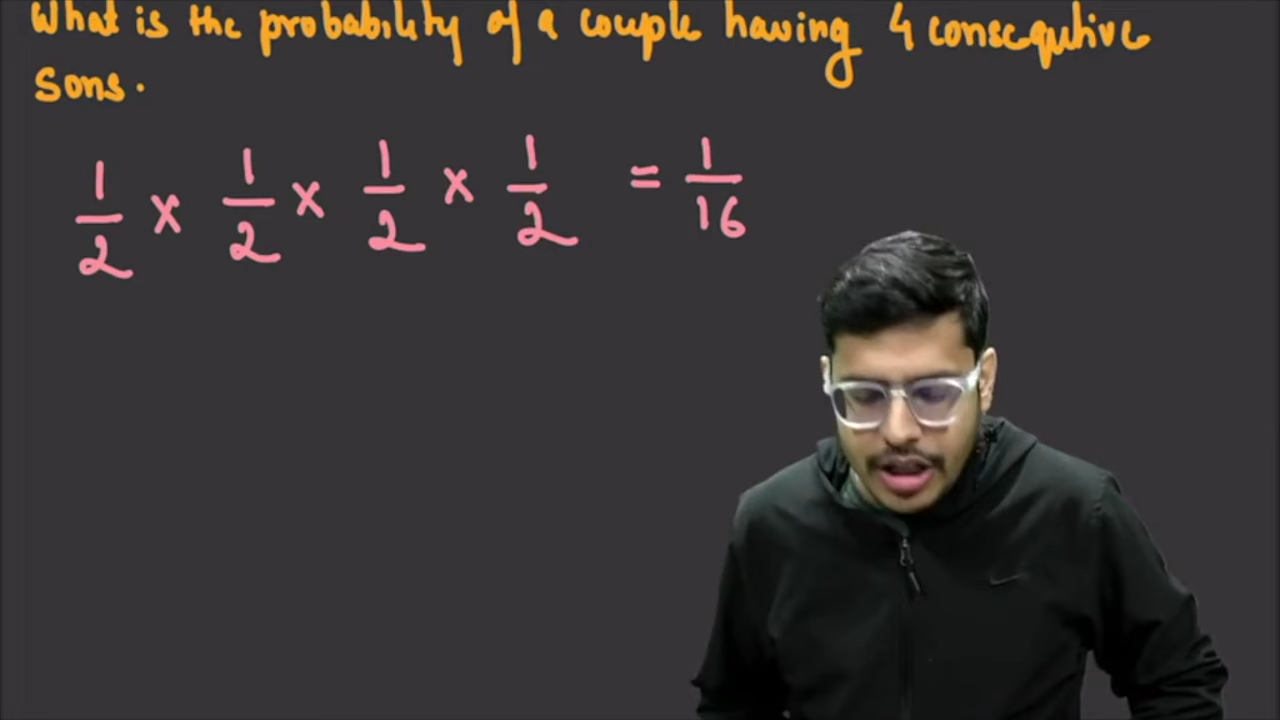 What is the probability of a couple having 4 consequtive
sons.
1/2 x 1/2 x 1/2 x 1/2 = 1/16